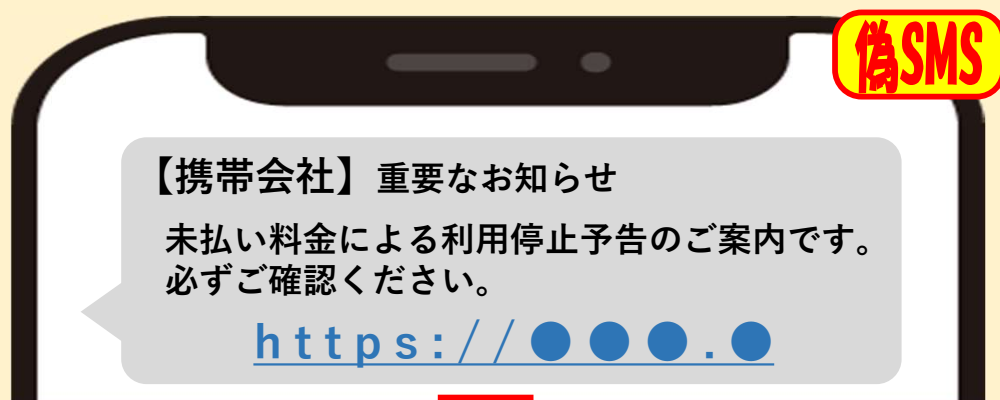 偽SMS
【携帯会社】重要なお知らせ
未払い料金による利用停止予告のご案内です。
必ずご確認ください。
https://●●●.●